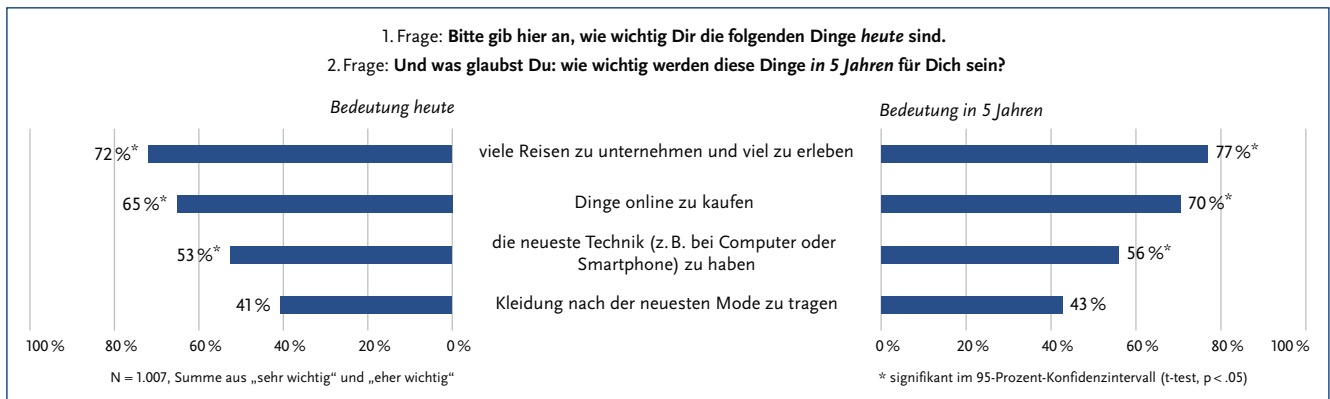 1. Frage: Bitte gib hier an, wie wichtig Dir die folgenden Dinge heute sind.
2. Frage: Und was glaubst Du: wie wichtig werden diese Dinge in 5 Jahren für Dich sein?
Bedeutung heute
Bedeutung in 5 Jahren
72 %*
viele Reisen zu unternehmen und viel zu erleben
77 %*
65 %*
Dinge online zu kaufen
70 %*
53 %*
die neueste Technik (z. B. bei Computer oder
Smartphone) zu haben
56 %*
41 %
Kleidung nach der neuesten Mode zu tragen
43 %
100 % 80 % 60 % 40 % 20 % 0 %
0 % 20 % 40 % 60 % 80 % 100 %
N = 1.007, Summe aus „sehr wichtig“ und „eher wichtig“
* signifikant im 95-Prozent-Konfidenzintervall (t-test, p < .05)